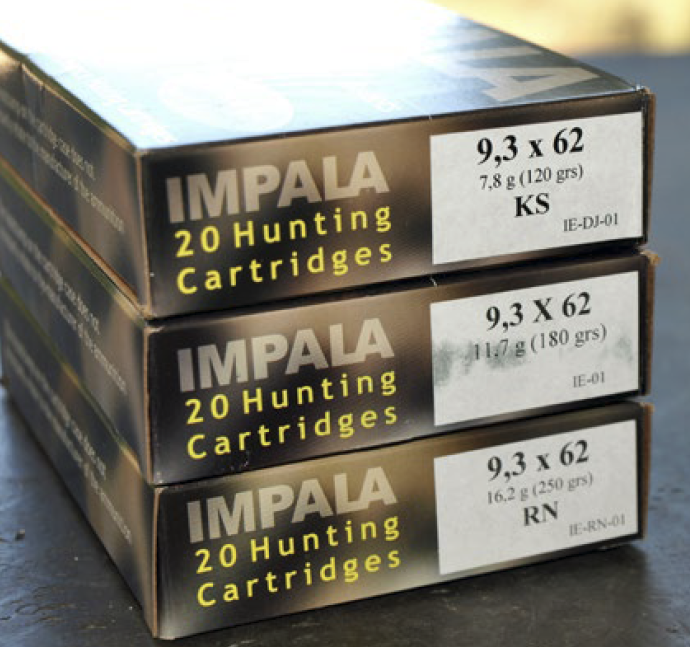 IMPALA
20 Hunting
Cartridges
9,3 x 62
7,8 g (120 grs)
KS
IE-DJ-01
IMPALA
20 Hunting
Cartridges
9,3 X 62
11,7 g (180 grs)
IE-01
IMPALA
20 Hunting
Cartridges
9,3 x 62
16,2 g (250 grs)
RN
IE-RN-01